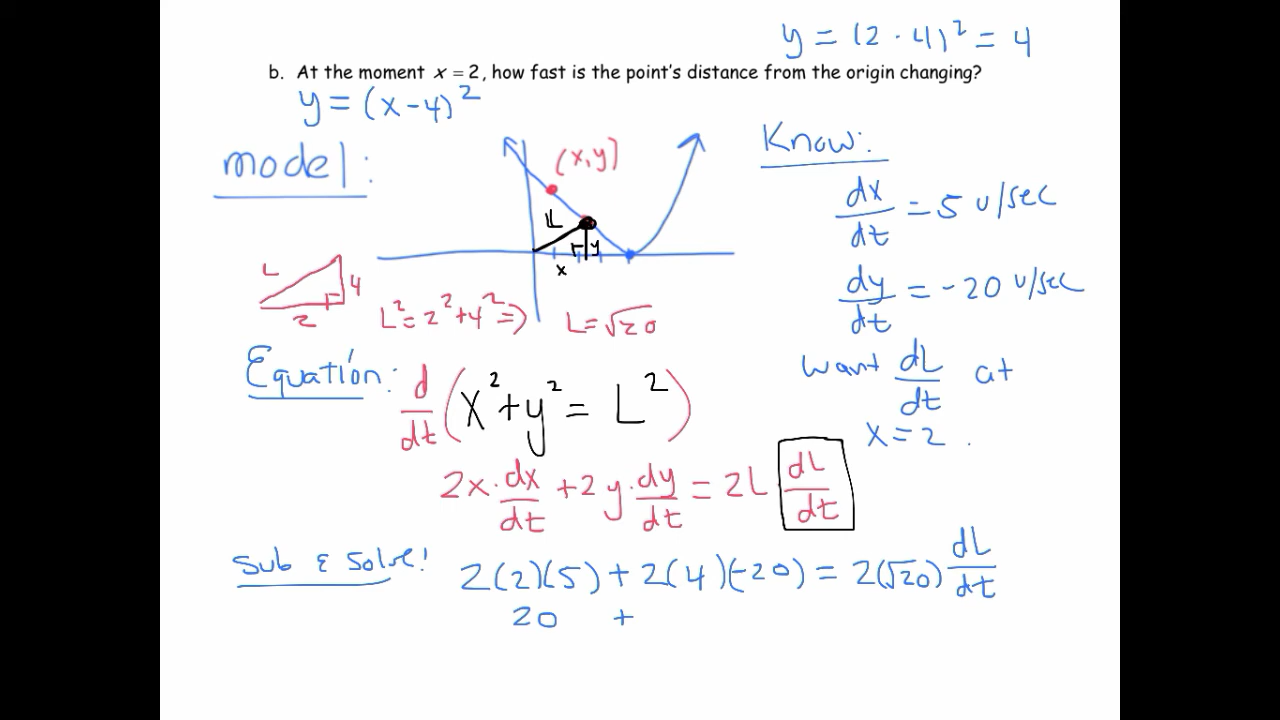 y = (2 · 4)² = 4
b. At the moment x = 2, how fast is the point's distance from the origin changing?
y = (x - 4)²
model:
(x, y)
L
y
x
Know:
dx/dt = 5 u/sec
dy/dt = -20 u/sec
want dL/dt at
x = 2 .
L
4
2
L² = 2² + 4² ⇒ L = √20
Equation:
d/dt (x² + y² = L²)
2x · dx/dt + 2y · dy/dt = 2L dL/dt
Sub & Solve!
2(2)(5) + 2(4)(-20) = 2(√20) dL/dt
20 +